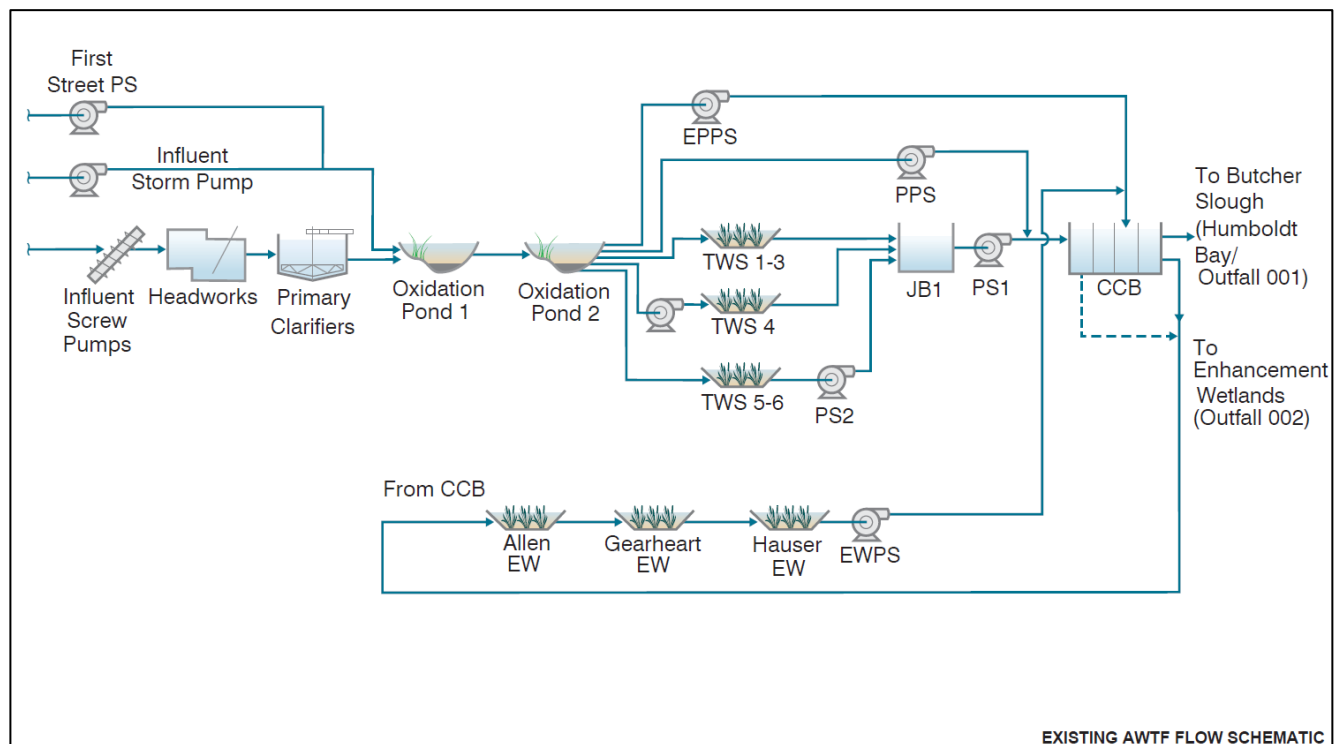 First
Street PS
Influent
Storm Pump
Influent
Screw
Pumps
Headworks
Primary
Clarifiers
Oxidation
Pond 1
Oxidation
Pond 2
EPPS
PPS
TWS 1-3
TWS 4
TWS 5-6
PS2
JB1
PS1
CCB
To Butcher
Slough
(Humboldt
Bay/
Outfall 001)
To
Enhancement
Wetlands
(Outfall 002)
From CCB
Allen
EW
Gearheart
EW
Hauser
EW
EWPS
EXISTING AWTF FLOW SCHEMATIC